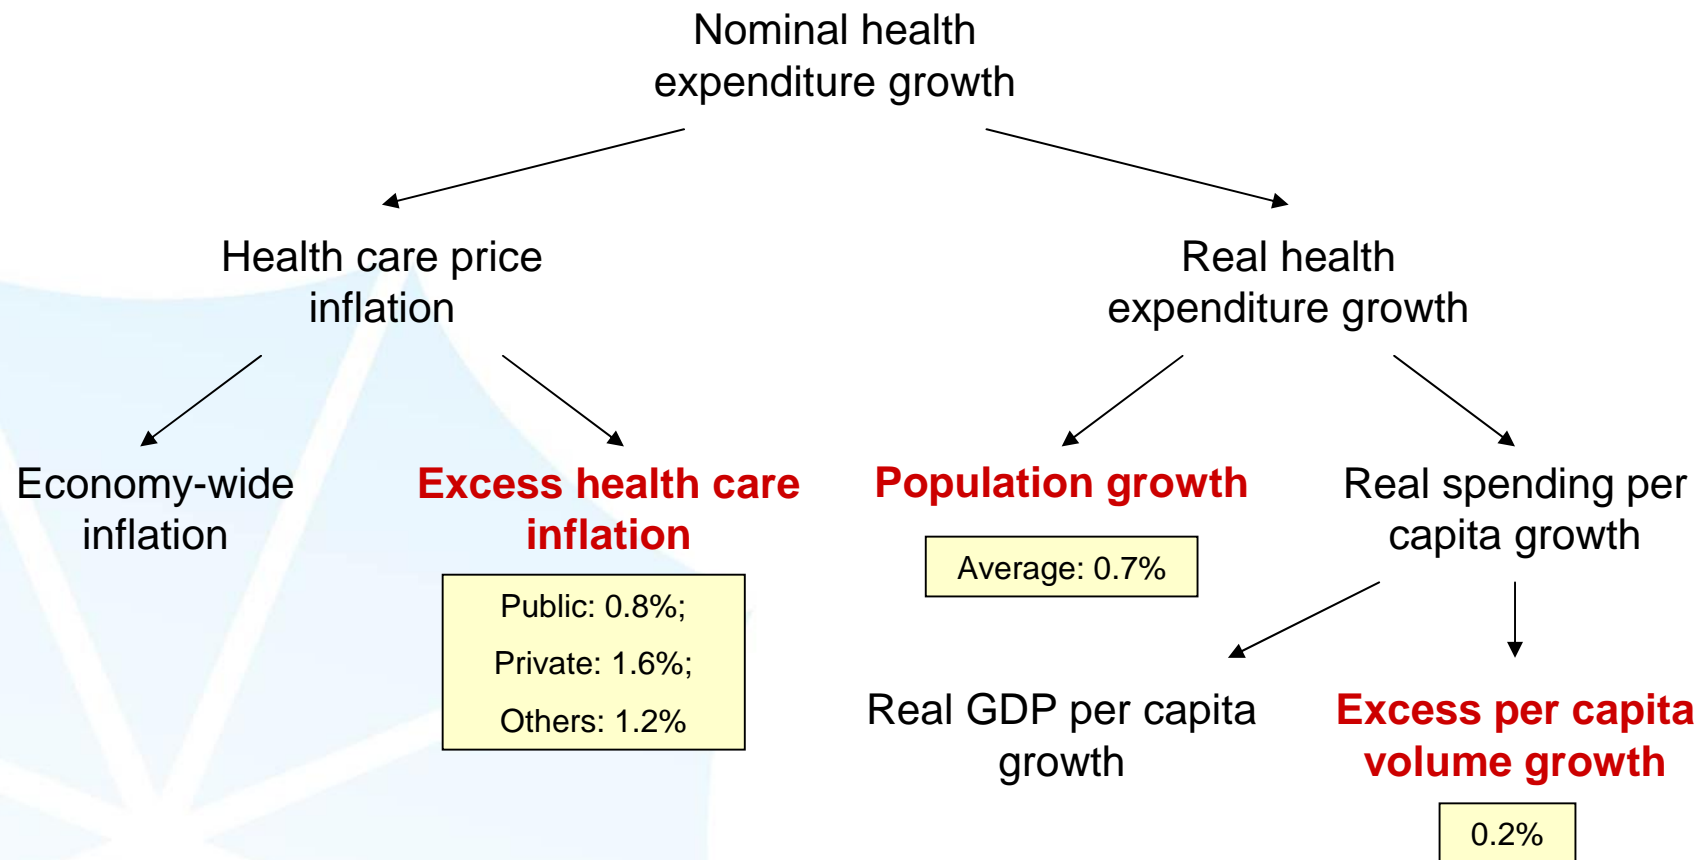 Nominal health
expenditure growth
Health care price
inflation
Real health
expenditure growth
Economy-wide
inflation
Excess health care
inflation
Public: 0.8%;
Private: 1.6%;
Others: 1.2%
Population growth
Average: 0.7%
Real spending per
capita growth
Real GDP per capita
growth
Excess per capita
volume growth
0.2%